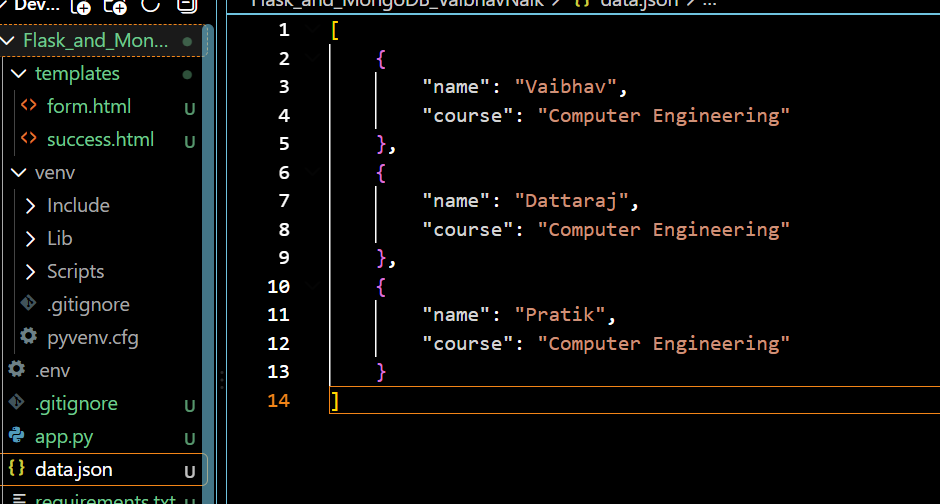 Dev...
Flask_and_Mon...
templates
form.html U
success.html U
venv
Include
Lib
Scripts
.gitignore
pyvenv.cfg
.env
.gitignore U
app.py U
{} data.json U
requirements.txt U
Flask_and_MongoDB_VaibhavNaik > {} data.json > ...
1 [
2 {
3 "name": "Vaibhav",
4 "course": "Computer Engineering"
5 },
6 {
7 "name": "Dattaraj",
8 "course": "Computer Engineering"
9 },
10 {
11 "name": "Pratik",
12 "course": "Computer Engineering"
13 }
14 ]